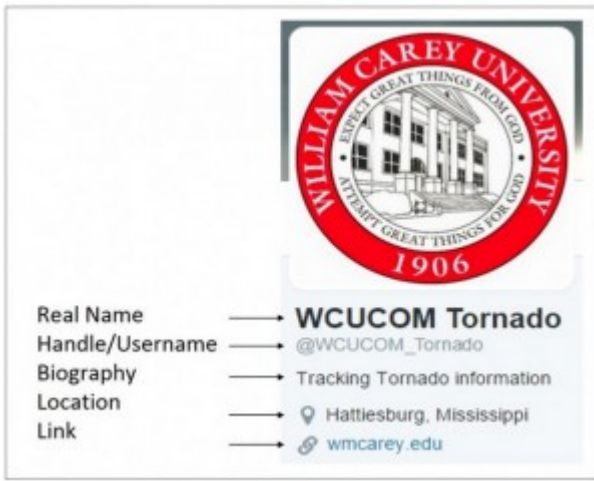 WILLIAM CAREY UNIVERSITY
EXPECT GREAT THINGS FROM GOD
ATTEMPT GREAT THINGS FOR GOD
1906
Real Name WCUCOM Tornado
Handle/Username @WCUCOM_Tornado
Biography Tracking Tornado information
Location Hattiesburg, Mississippi
Link wmcarey.edu